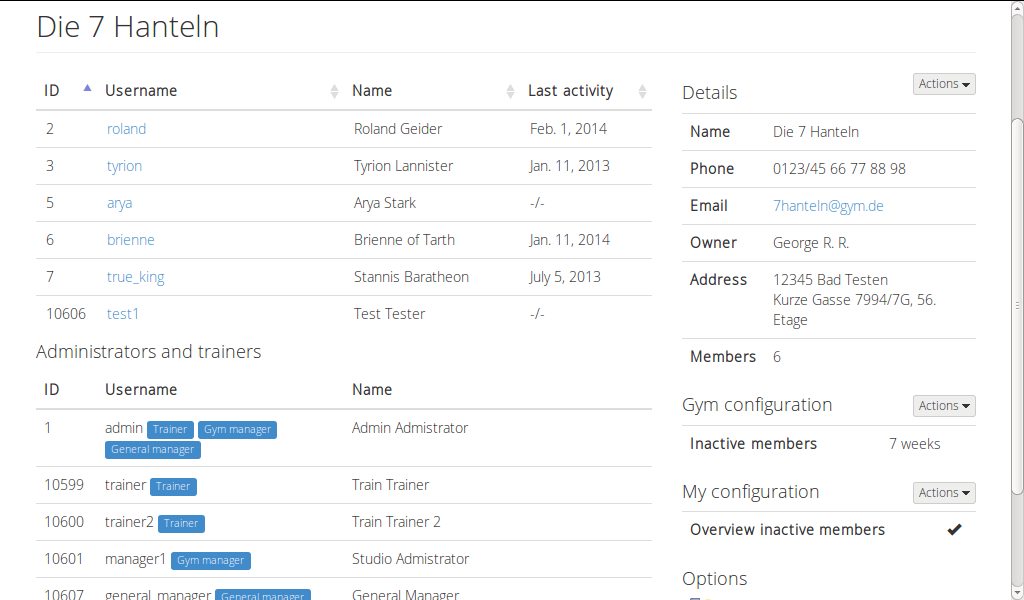 Die 7 Hanteln
ID Username Name Last activity
2 roland Roland Geider Feb. 1, 2014
3 tyrion Tyrion Lannister Jan. 11, 2013
5 arya Arya Stark -/-
6 brienne Brienne of Tarth Jan. 11, 2014
7 true_king Stannis Baratheon July 5, 2013
10606 test1 Test Tester -/-
Administrators and trainers
ID Username Name
1 admin Trainer Gym manager Admin Admistrator
General manager
10599 trainer Trainer Train Trainer
10600 trainer2 Trainer Train Trainer 2
10601 manager1 Gym manager Studio Admistrator
10607 general_manager General manager General Manager
Details Actions
Name Die 7 Hanteln
Phone 0123/45 66 77 88 98
Email 7hanteln@gym.de
Owner George R. R.
Address 12345 Bad Testen
Kurze Gasse 7994/7G, 56.
Etage
Members 6
Gym configuration Actions
Inactive members 7 weeks
My configuration Actions
Overview inactive members
Options